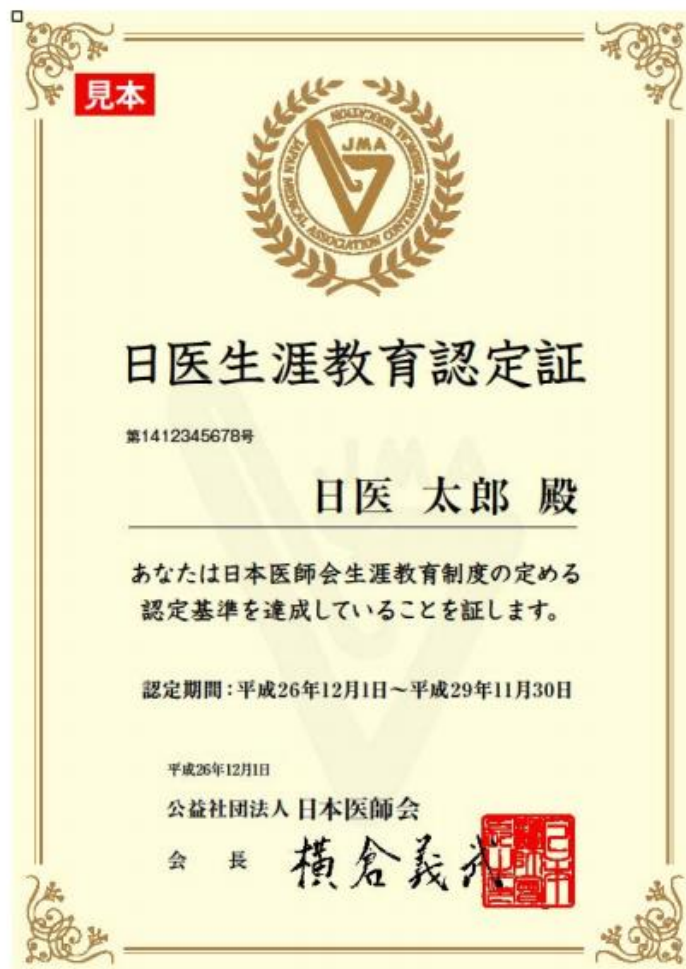 見本
JMA
JAPAN MEDICAL ASSOCIATION CONTINUING MEDICAL EDUCATION
日医生涯教育認定証
第1412345678号
日医 太郎 殿
あなたは日本医師会生涯教育制度の定める
認定基準を達成していることを証します。
認定期間:平成26年12月1日～平成29年11月30日
平成26年12月1日
公益社団法人 日本医師会
会 長 横倉義武